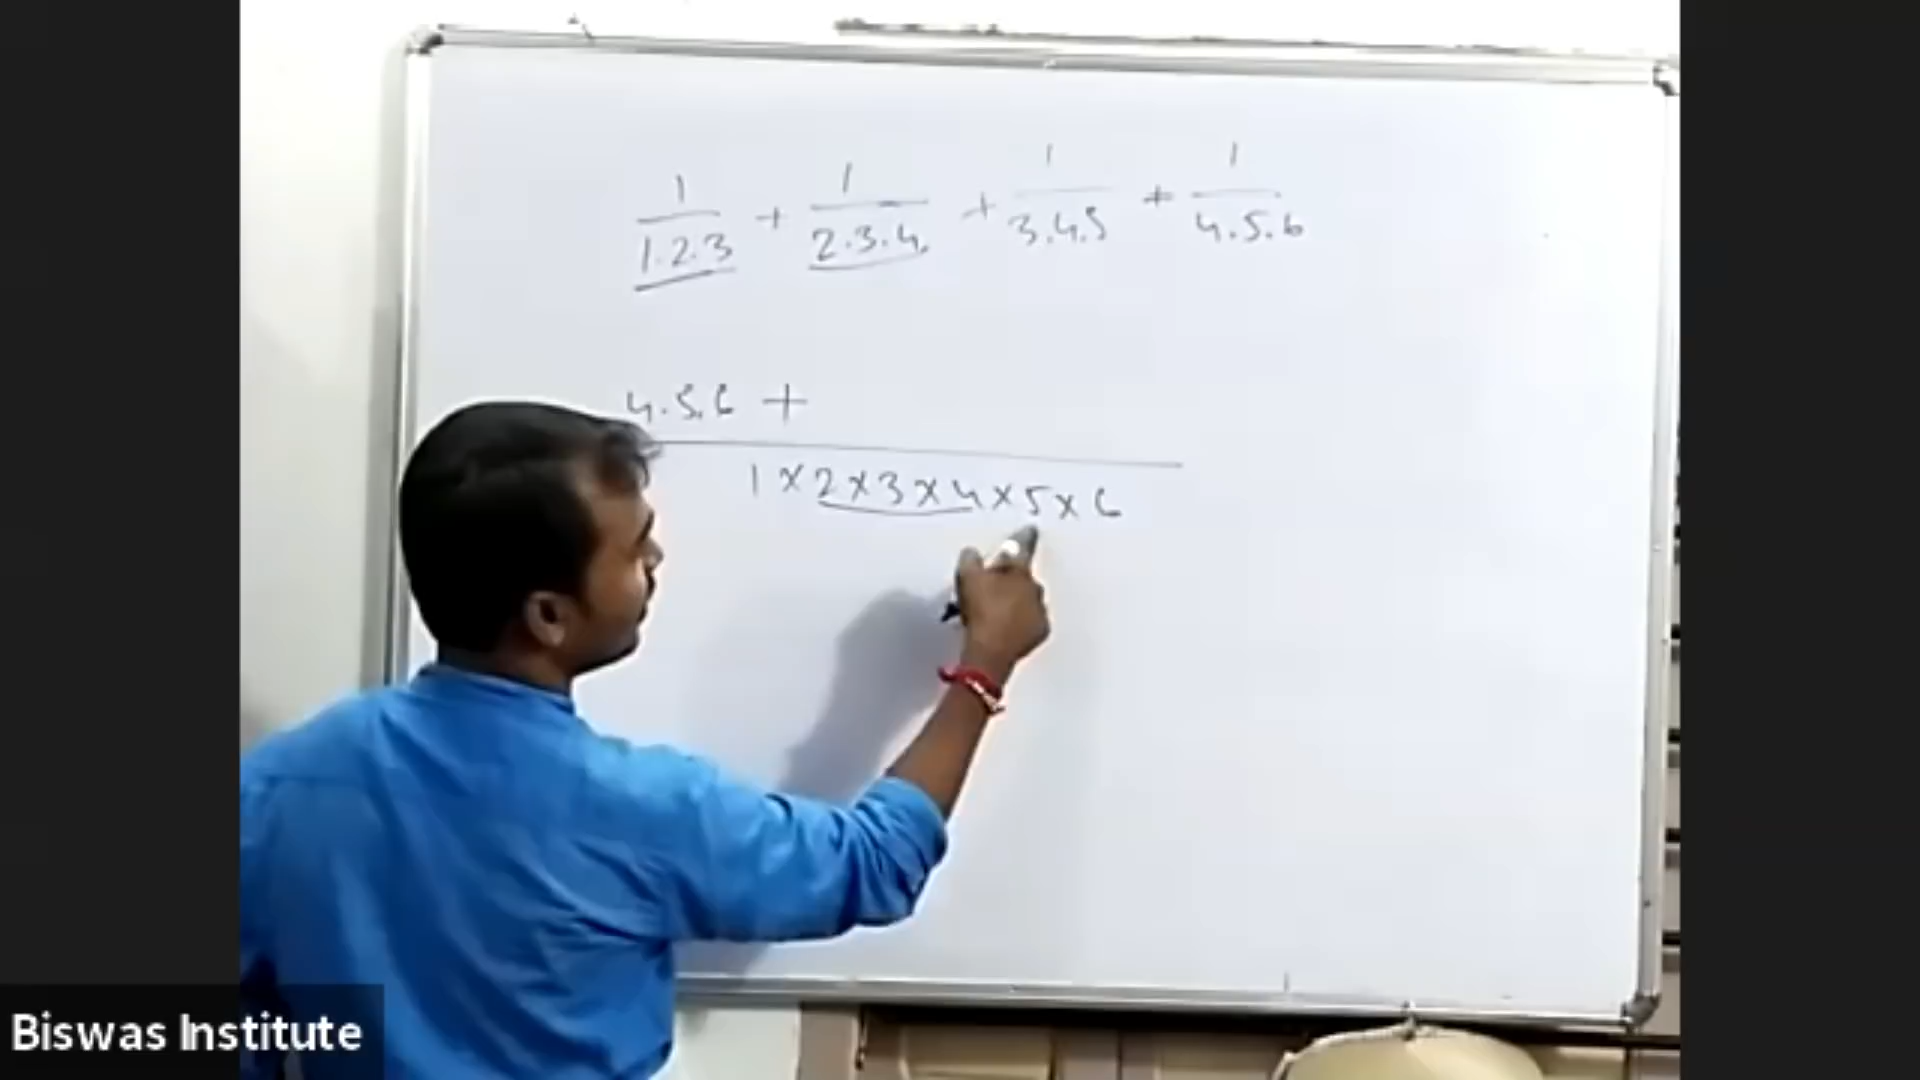 1/1.2.3 + 1/2.3.4. + 1/3.4.5 + 1/4.5.6
4.5.6 +
1×2×3×4×5×6
Biswas Institute